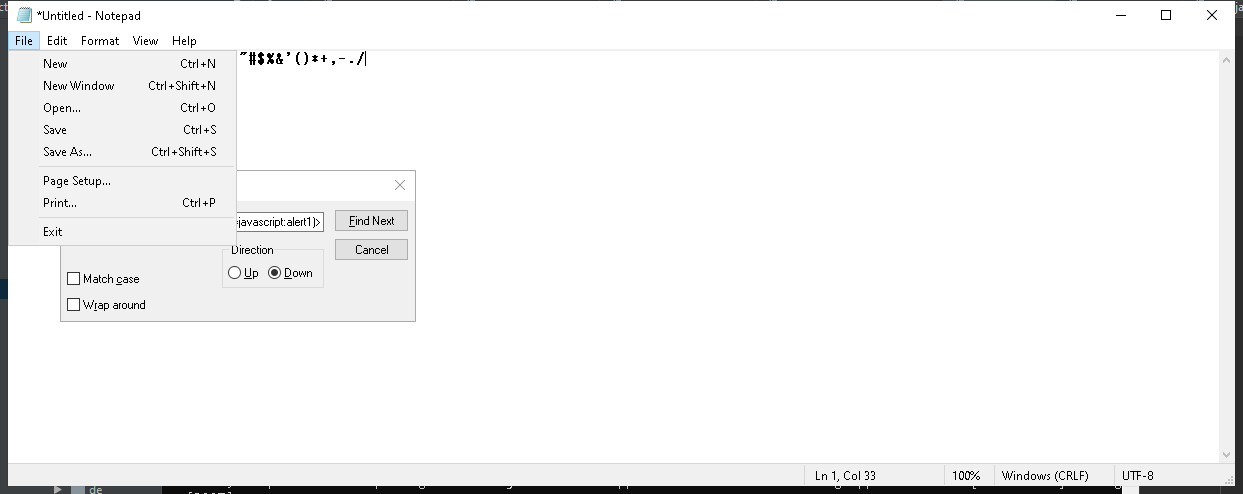 *Untitled - Notepad
File Edit Format View Help
"#$%&'()*+,-./
New Ctrl+N
New Window Ctrl+Shift+N
Open... Ctrl+O
Save Ctrl+S
Save As... Ctrl+Shift+S
Page Setup...
Print... Ctrl+P
Exit
=javascript:alert1)>
Find Next
Direction
Cancel
Up Down
Match case
Wrap around
Ln 1, Col 33 100% Windows (CRLF) UTF-8
de